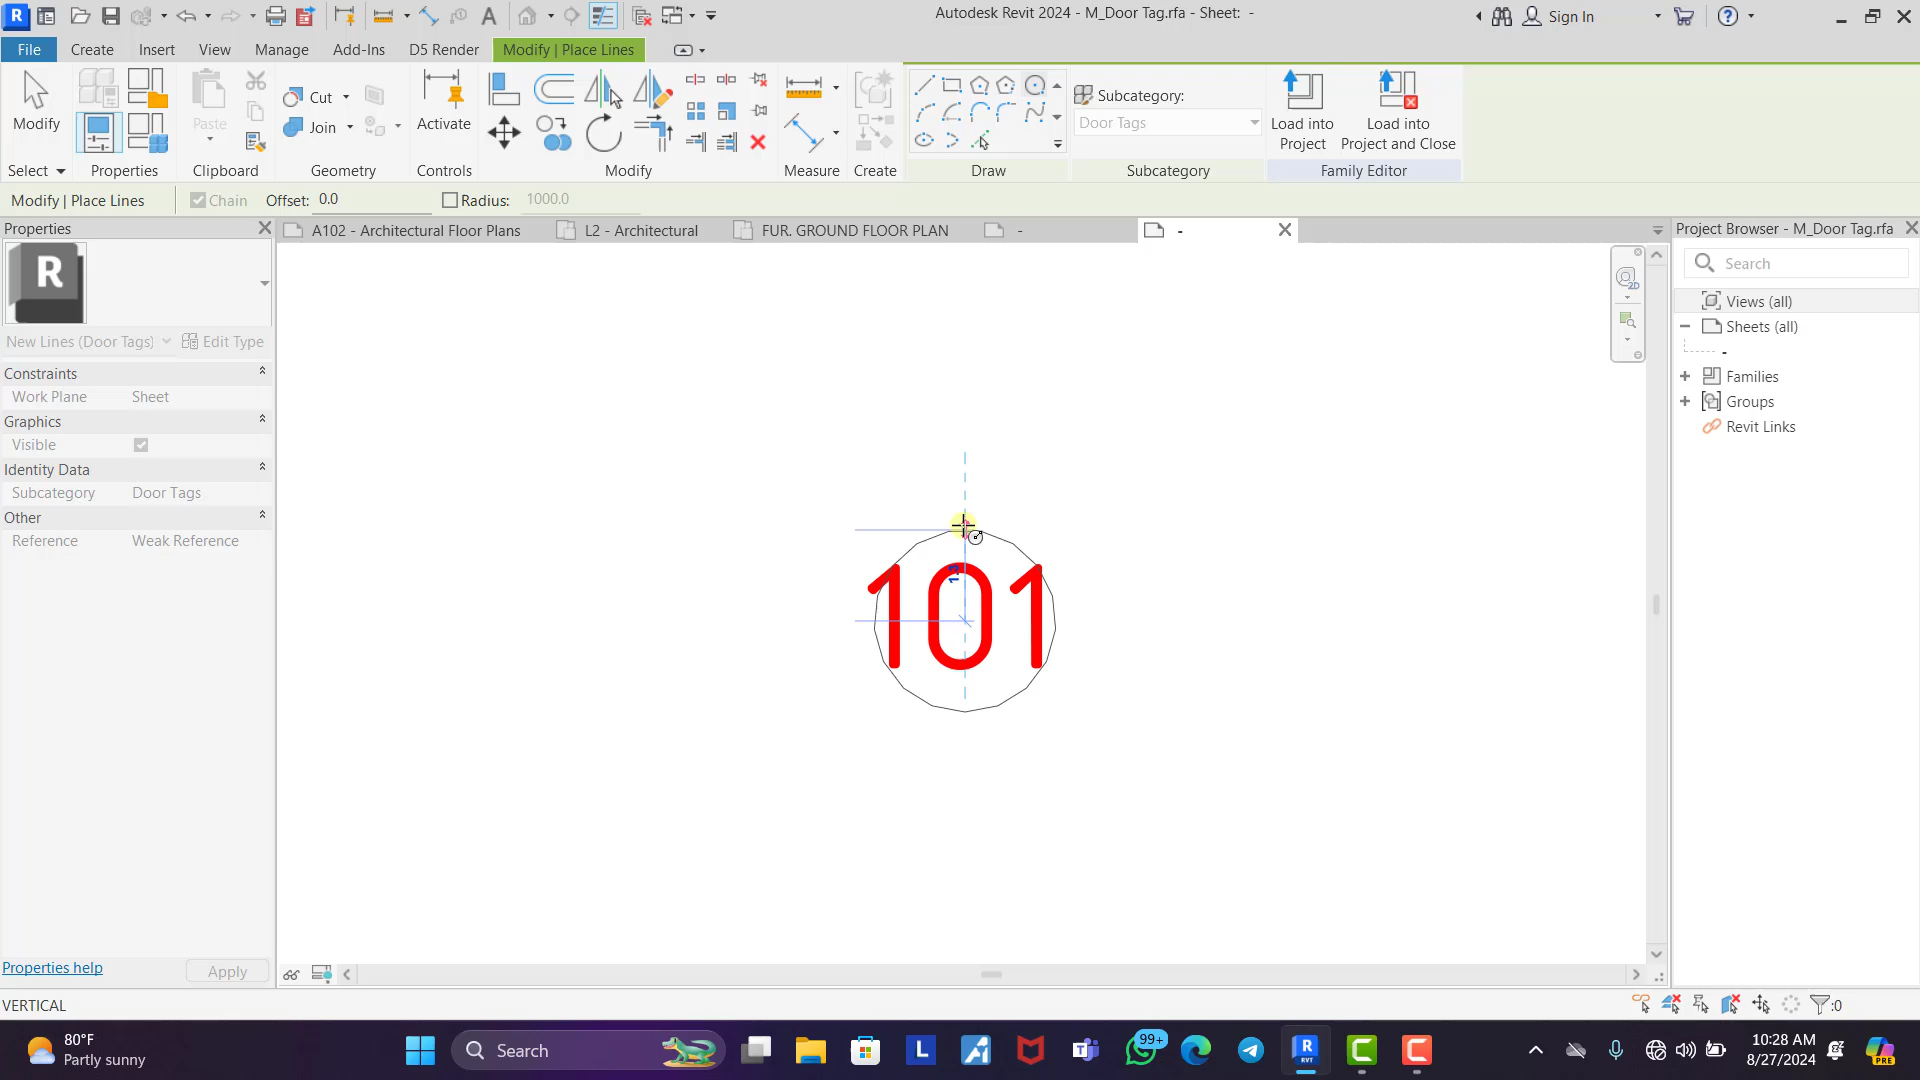 Autodesk Revit 2024 - M_Door Tag.rfa - Sheet: -
Sign In
File Create Insert View Manage Add-Ins D5 Render Modify | Place Lines
Modify
Paste
Cut
Join
Activate
Subcategory:
Door Tags
Load into
Project
Load into
Project and Close
Select Properties Clipboard Geometry Controls Modify Measure Create Draw Subcategory Family Editor
Modify | Place Lines Chain Offset: 0.0 Radius: 1000.0
Properties
A102 - Architectural Floor Plans L2 - Architectural FUR. GROUND FLOOR PLAN - -
Project Browser - M_Door Tag.rfa
R
Search
Views (all)
Sheets (all)
-
Families
Groups
Revit Links
New Lines (Door Tags) Edit Type
Constraints
Work Plane Sheet
Graphics
Visible
Identity Data
Subcategory Door Tags
Other
Reference Weak Reference
101
2D
Properties help Apply
VERTICAL
:0
80°F
Partly sunny
Search
99+
10:28 AM
8/27/2024
PRE